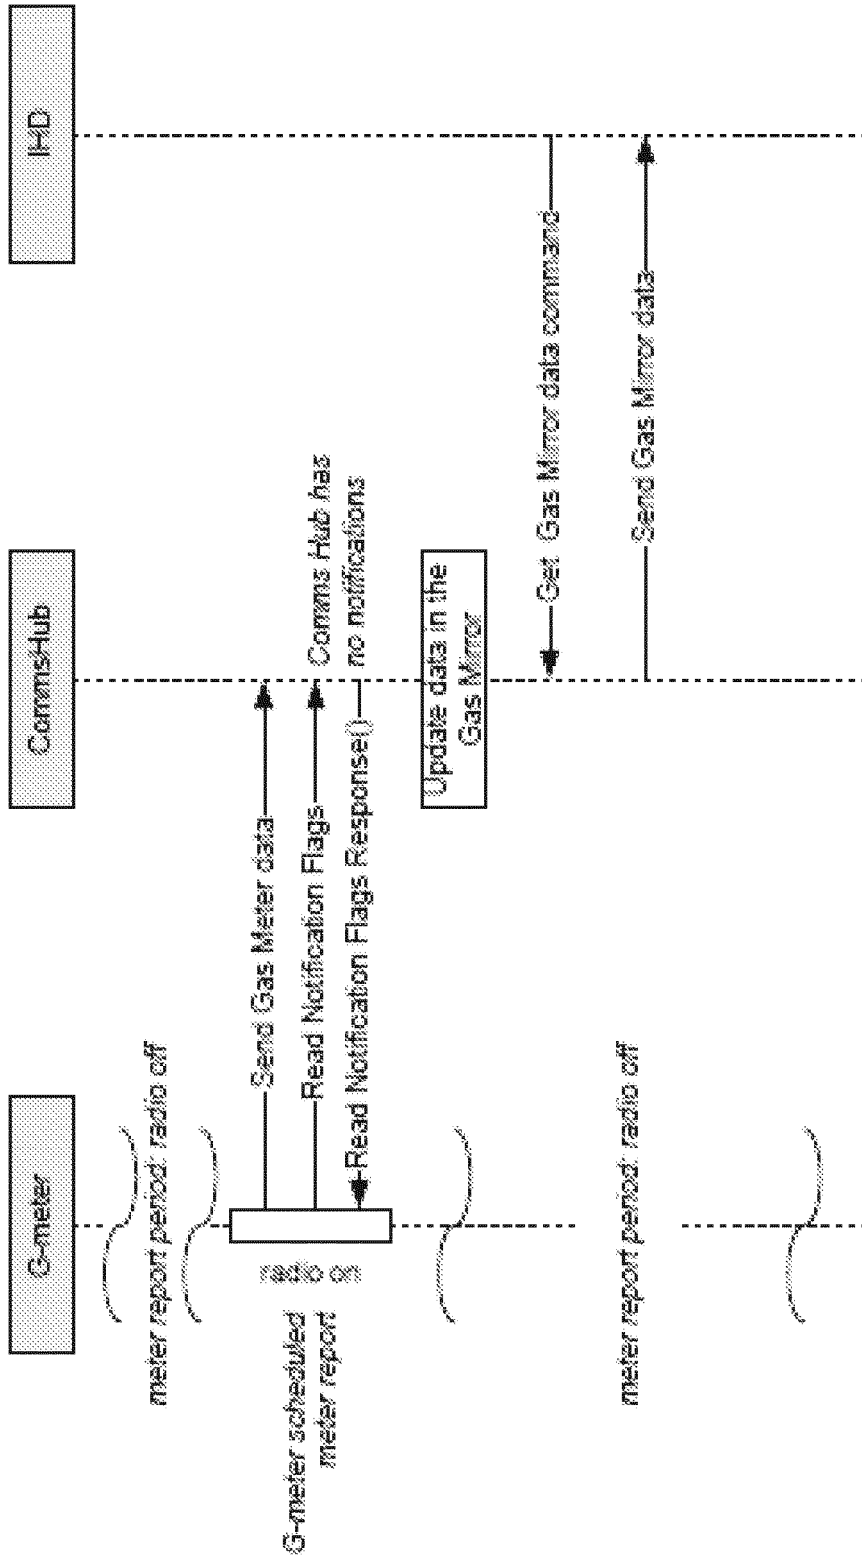 G-meter
CommsHub
IHD
meter report period: radio off
G-meter scheduled
meter report
radio on
Send Gas Meter data
Read Notification Flags
Comms Hub has
no notifications
Read Notification Flags Response()
Update data in the
Gas Mirror
Get Gas Mirror data command
meter report period: radio off
Send Gas Mirror data